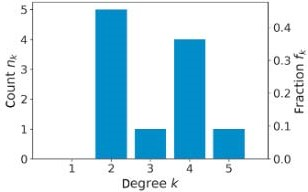 5
4
3
2
1
0
Count n_k
1 2 3 4 5
Degree k
0.4
0.3
0.2
0.1
0.0
Fraction f_k